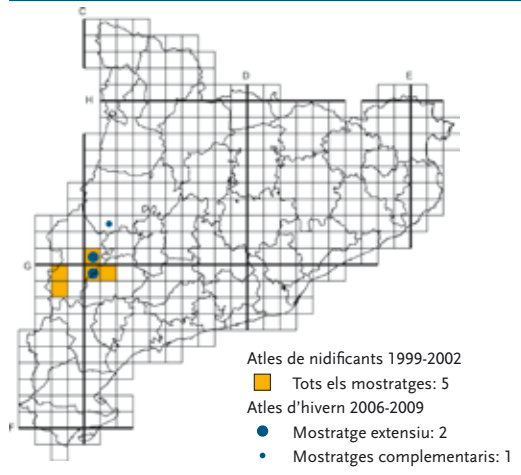 C
D
E
H
G
F
Atles de nidificants 1999-2002
Tots els mostratges: 5
Atles d'hivern 2006-2009
Mostratge extensiu: 2
Mostratges complementaris: 1